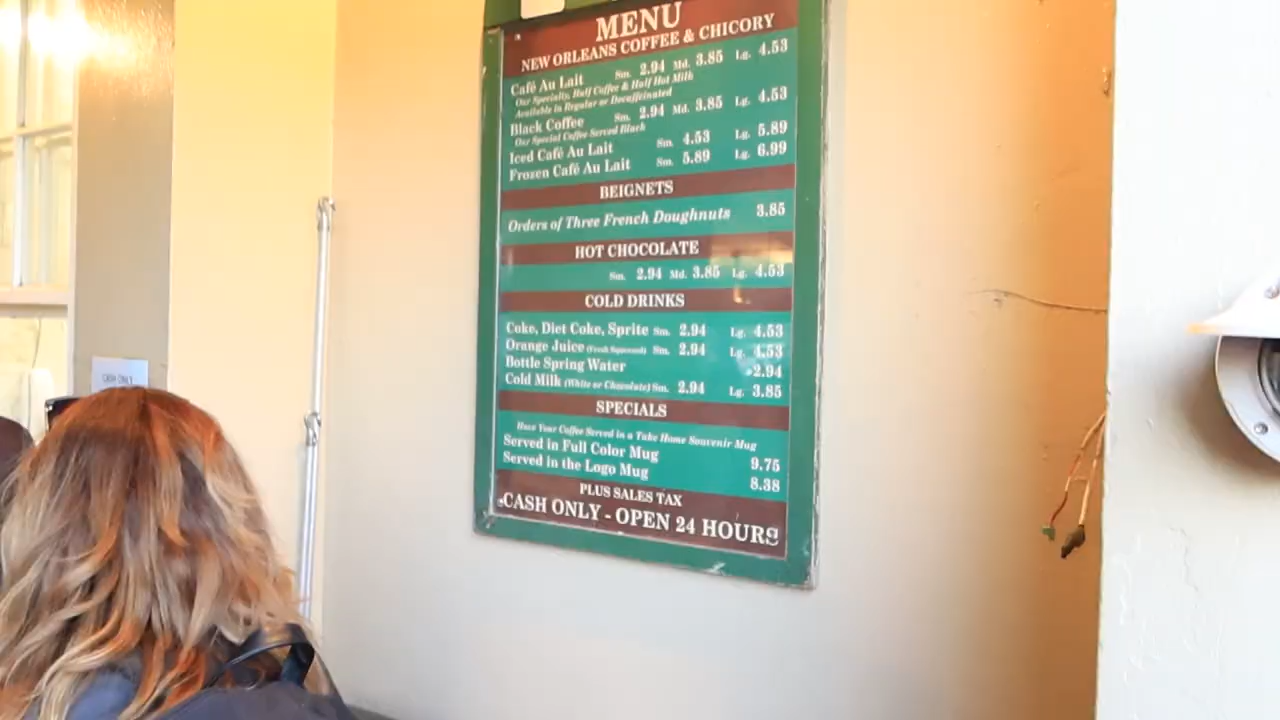 MENU
NEW ORLEANS COFFEE & CHICORY
Café Au Lait Sm. 2.94 Md. 3.85 Lg. 4.53
Our Specialty, Half Coffee & Half Hot Milk
Available in Regular or Decaffeinated
Black Coffee Sm. 2.94 Md. 3.85 Lg. 4.53
Our Special Coffee Served Black
Iced Café Au Lait Sm. 4.53 Lg. 5.89
Frozen Café Au Lait Sm. 5.89 Lg. 6.99
BEIGNETS
Orders of Three French Doughnuts 3.85
HOT CHOCOLATE
Sm. 2.94 Md. 3.85 Lg. 4.53
COLD DRINKS
Coke, Diet Coke, Sprite Sm. 2.94 Lg. 4.53
Orange Juice (Fresh Squeezed) Sm. 2.94 Lg. 4.53
Bottle Spring Water 2.94
Cold Milk (White or Chocolate) Sm. 2.94 Lg. 3.85
SPECIALS
Have Your Coffee Served in a Take Home Souvenir Mug
Served in Full Color Mug 9.75
Served in the Logo Mug 8.38
PLUS SALES TAX
CASH ONLY - OPEN 24 HOURS
CASH ONLY